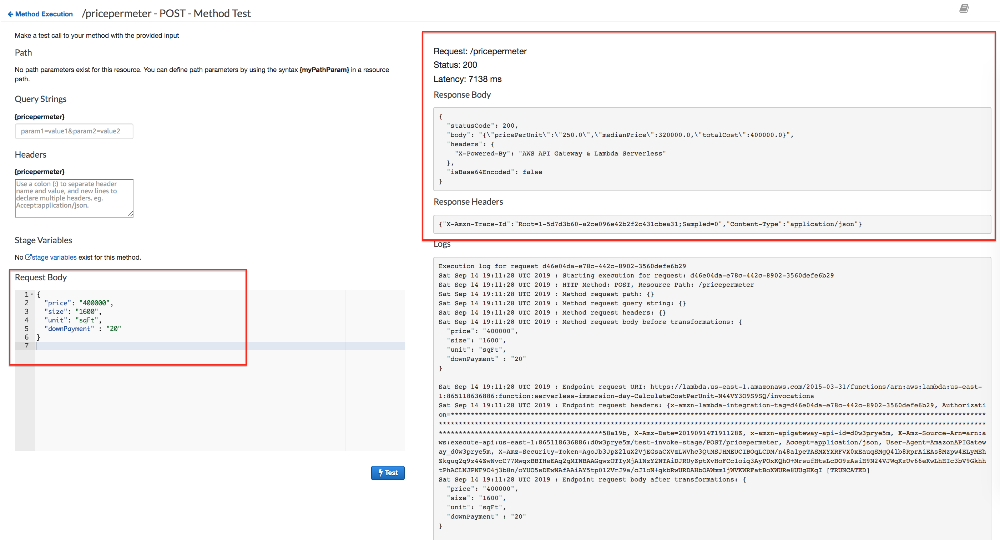 Method Execution
/pricepermeter - POST - Method Test
Make a test call to your method with the provided input
Path
No path parameters exist for this resource. You can define path parameters by using the syntax {myPathParam} in a resource
path.
Query Strings
{pricepermeter}
param1=value1&param2=value2
Headers
{pricepermeter}
Use a colon (:) to separate header
name and value, and new lines to
declare multiple headers. eg.
Accept:application/json.
Stage Variables
No stage variables exist for this method.
Request Body
1 {
2 "price": "400000",
3 "size": "1600",
4 "unit": "sqFt",
5 "downPayment" : "20"
6 }
7
Test
Request: /pricepermeter
Status: 200
Latency: 7138 ms
Response Body
{
"statusCode": 200,
"body": "{\"pricePerUnit\":\"250.0\",\"medianPrice\":320000.0,\"totalCost\":400000.0}",
"headers": {
"X-Powered-By": "AWS API Gateway & Lambda Serverless"
},
"isBase64Encoded": false
}
Response Headers
{"X-Amzn-Trace-Id":"Root=1-5d7d3b60-a2ce096e42b2f2c431cbea31;Sampled=0","Content-Type":"application/json"}
Logs
Execution log for request d46e04da-e78c-442c-8902-3560defe6b29
Sat Sep 14 19:11:28 UTC 2019 : Starting execution for request: d46e04da-e78c-442c-8902-3560defe6b29
Sat Sep 14 19:11:28 UTC 2019 : HTTP Method: POST, Resource Path: /pricepermeter
Sat Sep 14 19:11:28 UTC 2019 : Method request path: {}
Sat Sep 14 19:11:28 UTC 2019 : Method request query string: {}
Sat Sep 14 19:11:28 UTC 2019 : Method request headers: {}
Sat Sep 14 19:11:28 UTC 2019 : Method request body before transformations: {
"price": "400000",
"size": "1600",
"unit": "sqFt",
"downPayment" : "20"
}
Sat Sep 14 19:11:28 UTC 2019 : Endpoint request URI: https://lambda.us-east-1.amazonaws.com/2015-03-31/functions/arn:aws:lambda:us-east-
1:865118636886:function:serverless-immersion-day-CalculateCostPerUnit-N44VY3O9S9SQ/invocations
Sat Sep 14 19:11:28 UTC 2019 : Endpoint request headers: {x-amzn-lambda-integration-tag=d46e04da-e78c-442c-8902-3560defe6b29, Authorizati
on=
58a19b, X-Amz-Date=20190914T191128Z, x-amzn-apigateway-api-id=d0w3prye5m, X-Amz-Source-Arn=arn:a
ws:execute-api:us-east-1:865118636886:d0w3prye5m/test-invoke-stage/POST/pricepermeter, Accept=application/json, User-Agent=AmazonAPIGatew
ay_d0w3prye5m, [TRUNCATED]
Sat Sep 14 19:11:28 UTC 2019 : Endpoint request body after transformations: {
"price": "400000",
"size": "1600",
"unit": "sqFt",
"downPayment" : "20"
}